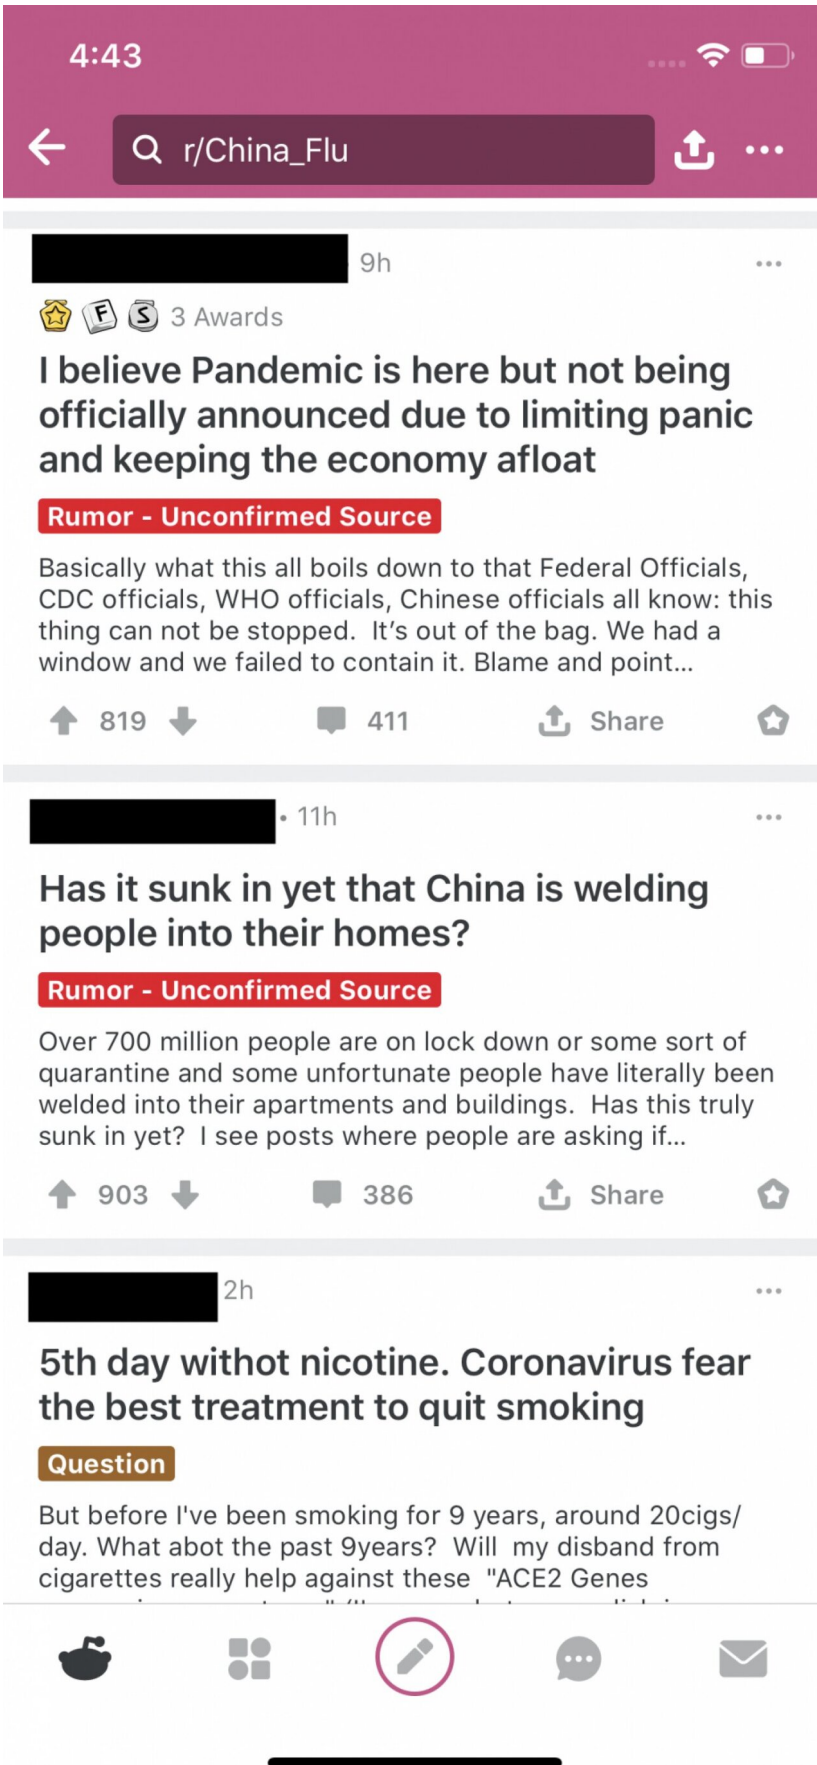 4:43
r/China_Flu
9h
3 Awards
I believe Pandemic is here but not being
officially announced due to limiting panic
and keeping the economy afloat
Rumor - Unconfirmed Source
Basically what this all boils down to that Federal Officials,
CDC officials, WHO officials, Chinese officials all know: this
thing can not be stopped.  It’s out of the bag. We had a
window and we failed to contain it. Blame and point...
819 411 Share
• 11h
Has it sunk in yet that China is welding
people into their homes?
Rumor - Unconfirmed Source
Over 700 million people are on lock down or some sort of
quarantine and some unfortunate people have literally been
welded into their apartments and buildings.  Has this truly
sunk in yet?  I see posts where people are asking if...
903 386 Share
2h
5th day withot nicotine. Coronavirus fear
the best treatment to quit smoking
Question
But before I've been smoking for 9 years, around 20cigs/
day. What abot the past 9years?  Will  my disband from
cigarettes really help against these  "ACE2 Genes